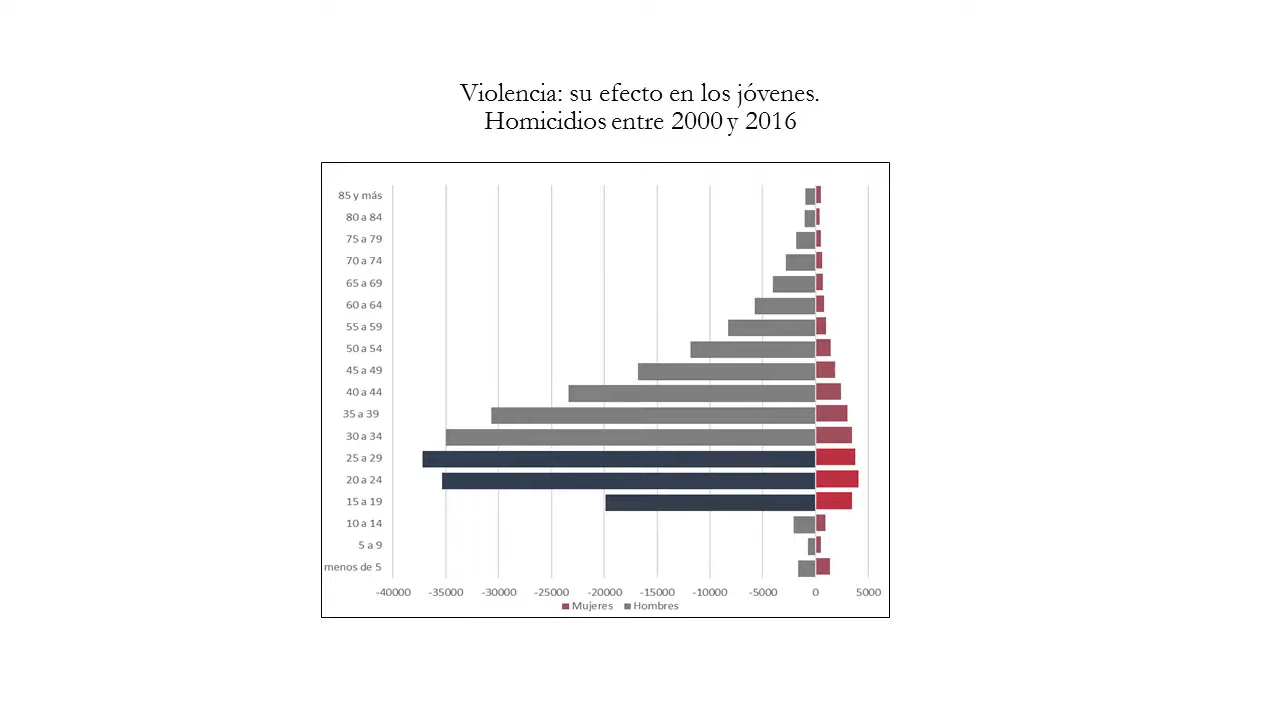 Violencia: su efecto en los jóvenes.
Homicidios entre 2000 y 2016
85 y más
80 a 84
75 a 79
70 a 74
65 a 69
60 a 64
55 a 59
50 a 54
45 a 49
40 a 44
35 a 39
30 a 34
25 a 29
20 a 24
15 a 19
10 a 14
5 a 9
menos de 5
-40000 -35000 -30000 -25000 -20000 -15000 -10000 -5000 0 5000
Mujeres Hombres